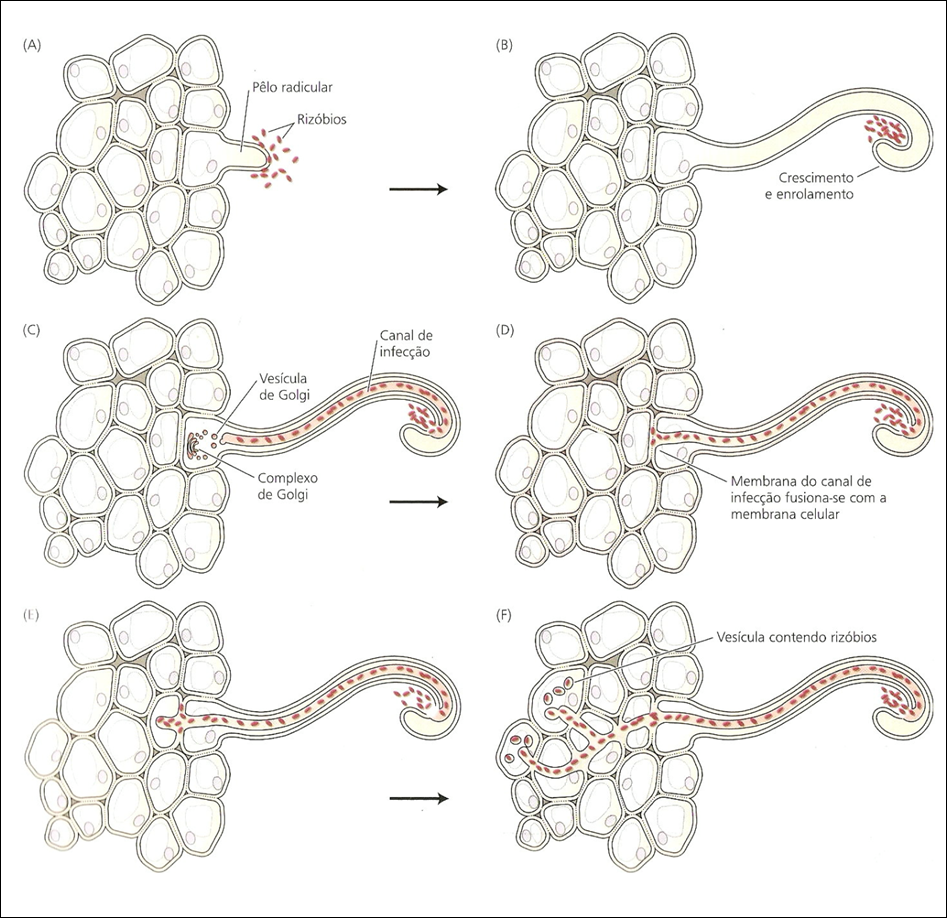 (A)
Pêlo radicular
Rizóbios
(B)
Crescimento
e enrolamento
(C)
Canal de
infecção
Vesícula
de Golgi
Complexo
de Golgi
(D)
Membrana do canal de
infecção fusiona-se com a
membrana celular
(E)
(F)
Vesícula contendo rizóbios